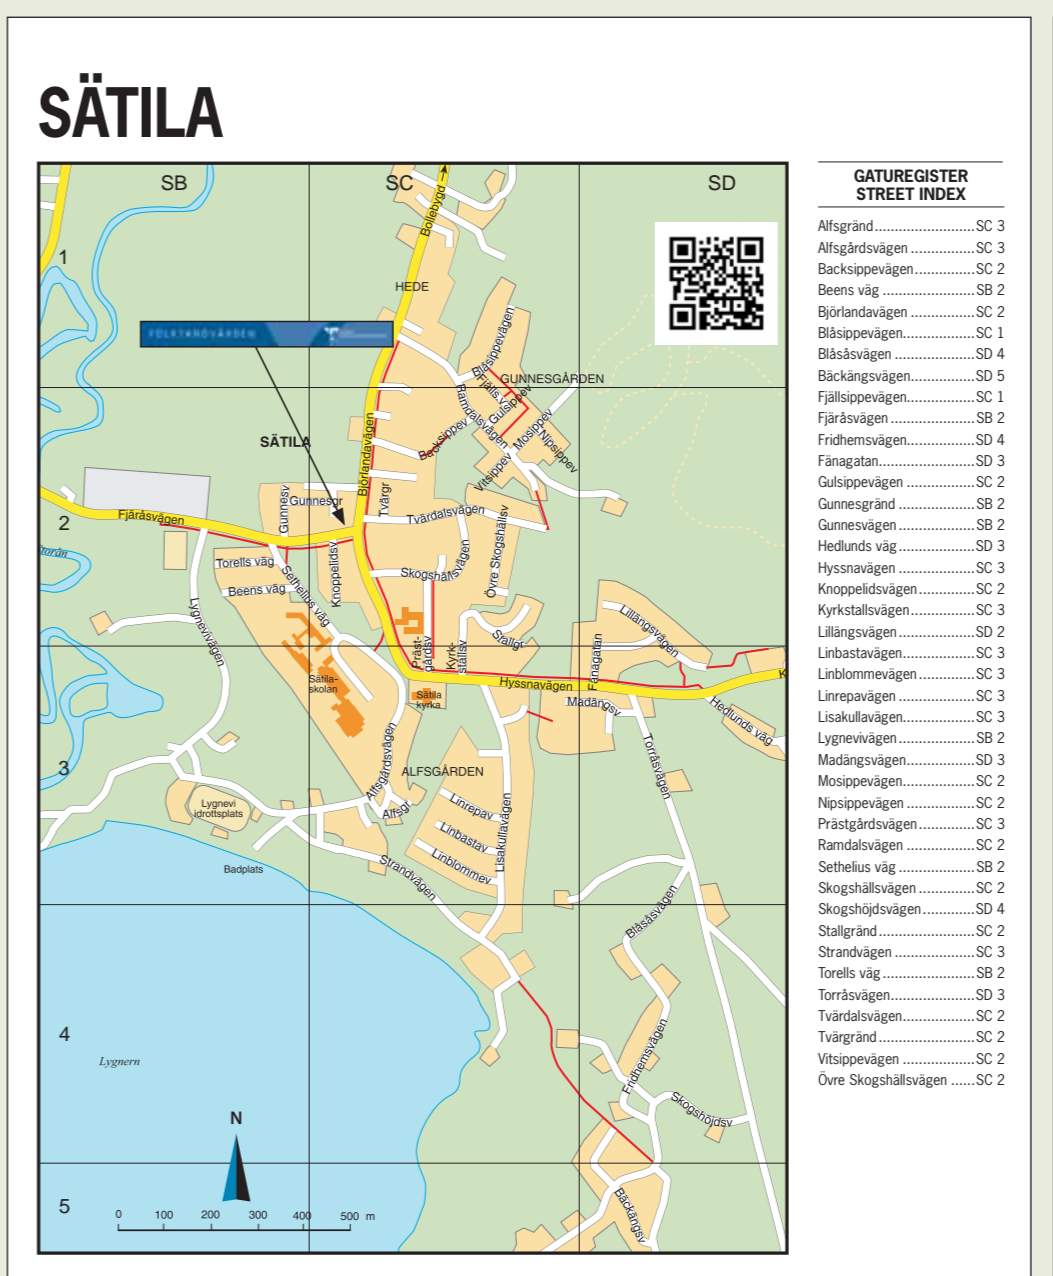 SÄTILA
SB
SC
SD
1
2
3
4
5
Bollebygd
HEDE
FOLKTANDVÅRDEN
Blåsippevägen
GUNNESGÅRDEN
Fjälls.v
Gulsippev
Ramdalsvägen
Mosippev
Nipsippev
Backsippev
Vitsippev
SÄTILA
Björlandavägen
Gunnesv
Gunnesgr
Tvärgr
Tvärdalsvägen
Fjäråsvägen
Torells väg
Beens väg
Sethelius väg
Knoppelidsv
Skogshällsvägen
Övre Skogshällsv
Lygnevivägen
Präst-
gårdsv
Kyrk-
stallsv
Stallgr
Lillängsvägen
Fänagatan
Hyssnavägen
K
Sätila-
skolan
Sätila
kyrka
Madängsv
Hedlunds väg
Torråsvägen
Alfsgårdsvägen
ALFSGÅRDEN
Alfsgr
Linrepav
Linbastav
Linblommev
Lisakullavägen
Lygnevi
idrottsplats
Badplats
Strandvägen
Blåsåsvägen
Fridhemsvägen
Skogshöjdsv
Bäckängsv
Lygnern
N
0 100 200 300 400 500 m
GATUREGISTER
STREET INDEX
Alfsgränd.........................SC 3
Alfsgårdsvägen ................SC 3
Backsippevägen...............SC 2
Beens väg .......................SB 2
Björlandavägen ................SC 2
Blåsippevägen..................SC 1
Blåsåsvägen ....................SD 4
Bäckängsvägen................SD 5
Fjällsippevägen.................SC 1
Fjäråsvägen .....................SB 2
Fridhemsvägen.................SD 4
Fänagatan........................SD 3
Gulsippevägen .................SC 2
Gunnesgränd ...................SB 2
Gunnesvägen ...................SB 2
Hedlunds väg ...................SD 3
Hyssnavägen ...................SC 3
Knoppelidsvägen ..............SC 2
Kyrkstallsvägen ................SC 3
Lillängsvägen ...................SD 2
Linbastavägen..................SC 3
Linblommevägen ..............SC 3
Linrepavägen ...................SC 3
Lisakullavägen..................SC 3
Lygnevivägen ...................SB 2
Madängsvägen .................SD 3
Mosippevägen..................SC 2
Nipsippevägen .................SC 2
Prästgårdsvägen ..............SC 3
Ramdalsvägen .................SC 2
Sethelius väg ...................SB 2
Skogshällsvägen ..............SC 2
Skogshöjdsvägen.............SD 4
Stallgränd........................SC 2
Strandvägen ....................SC 3
Torells väg .......................SB 2
Torråsvägen.....................SD 3
Tvärdalsvägen..................SC 2
Tvärgränd ........................SC 2
Vitsippevägen ..................SC 2
Övre Skogshällsvägen ......SC 2